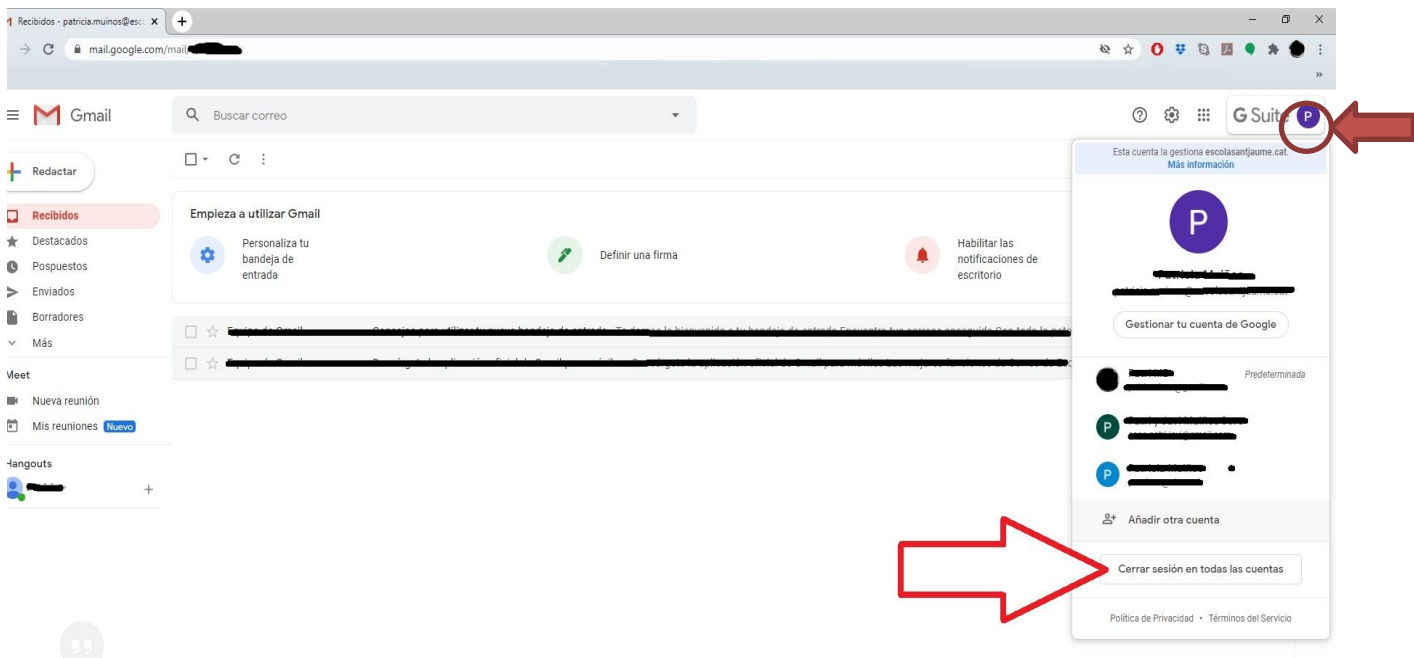 Recibidos - patricia.muinos@esc
mail.google.com/mail/
Gmail
Buscar correo
G Suite P
Redactar
Recibidos
Destacados
Pospuestos
Enviados
Borradores
Más
Meet
Nueva reunión
Mis reuniones Nuevo
Hangouts
Empieza a utilizar Gmail
Personaliza tu
bandeja de
entrada
Definir una firma
Habilitar las
notificaciones de
escritorio
Esta cuenta la gestiona escolasantjaume.cat.
Más información
P
Gestionar tu cuenta de Google
Predeterminada
P
P
Añadir otra cuenta
Cerrar sesión en todas las cuentas
Política de Privacidad • Términos del Servicio